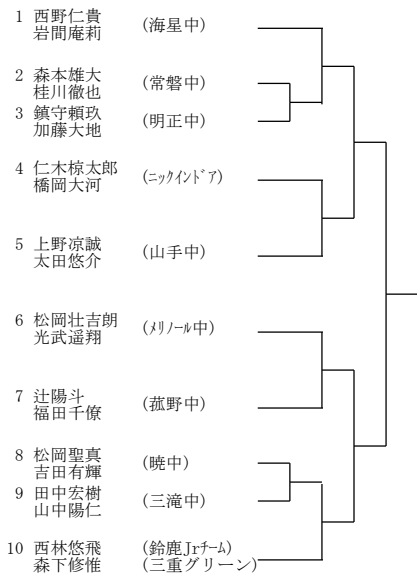 1 西野仁貴 (海星中)
岩間庵莉
2 森本雄大 (常磐中)
桂川徹也
3 鎮守頼玖 (明正中)
加藤大地
4 仁木椋太郎 (ﾆｯｸｲﾝﾄﾞｱ)
橋岡大河
5 上野凉誠 (山手中)
太田悠介
6 松岡壮吉朗 (ﾒﾘﾉｰﾙ中)
光武遥翔
7 辻陽斗 (菰野中)
福田千僚
8 松岡聖真 (暁中)
吉田有輝
9 田中宏樹 (三滝中)
山中陽仁
10 西林悠飛 (鈴鹿Jrﾁｰﾑ)
森下修惟 (三重グリーン)